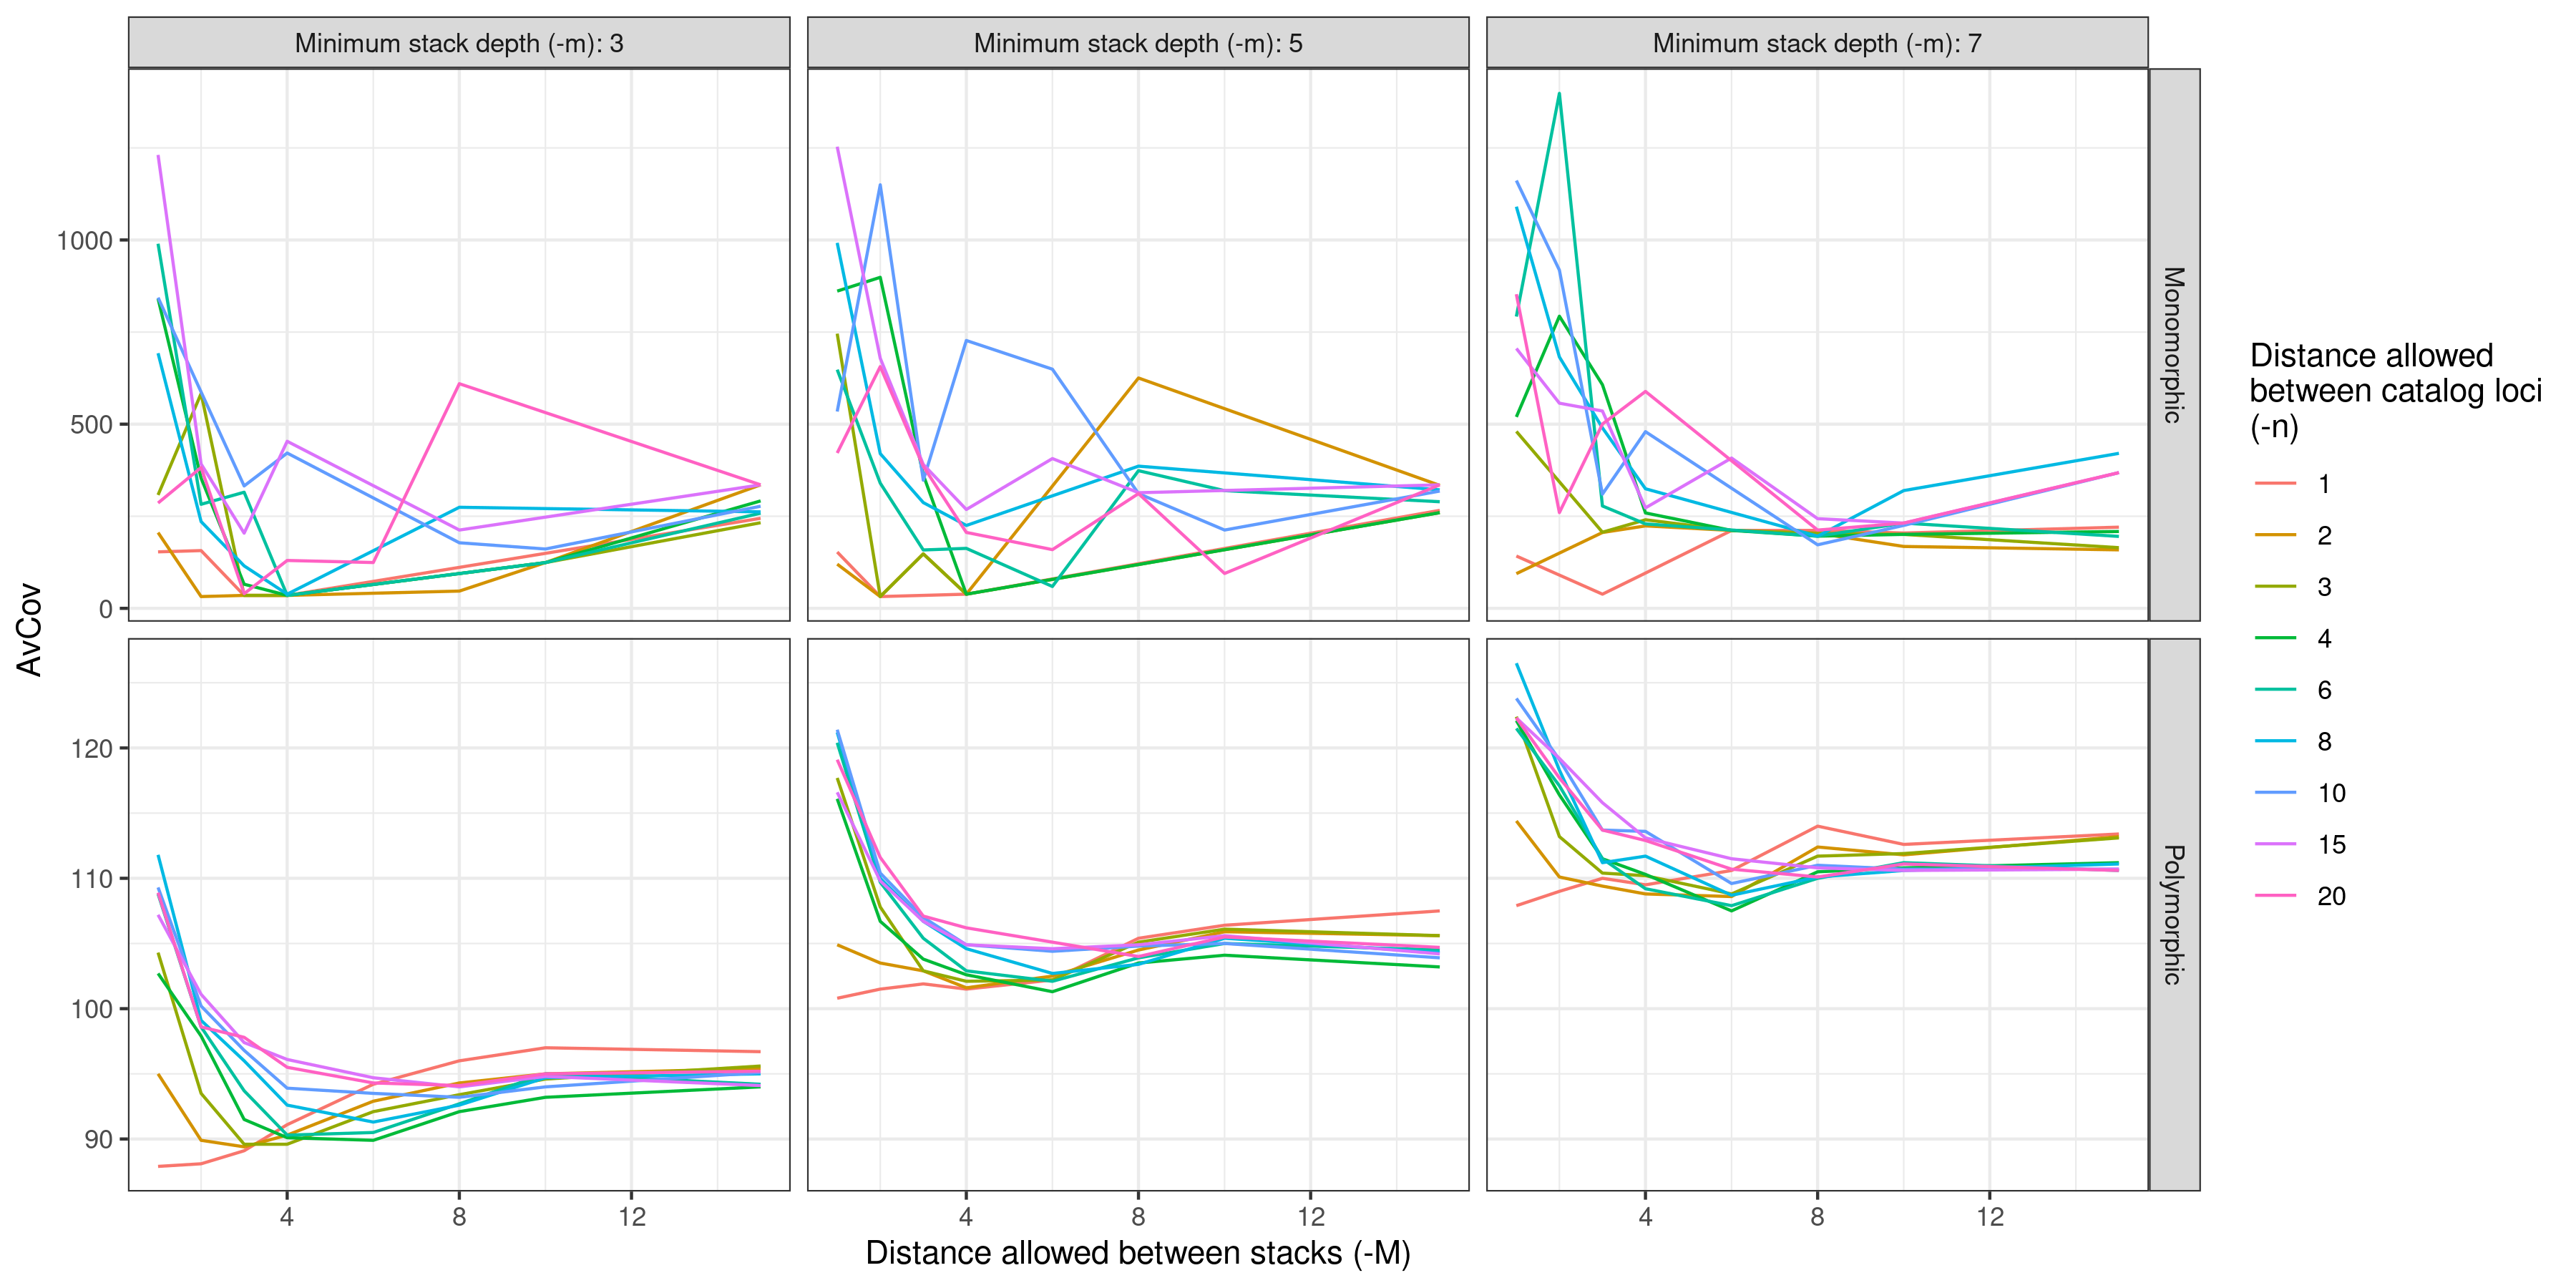 Minimum stack depth (-m): 3
Minimum stack depth (-m): 5
Minimum stack depth (-m): 7
1000
500
0
Monomorphic
AvCov
120
110
100
90
Polymorphic
4
8
12
4
8
12
4
8
12
Distance allowed between stacks (-M)
Distance allowed
between catalog loci
(-n)
1
2
3
4
6
8
10
15
20